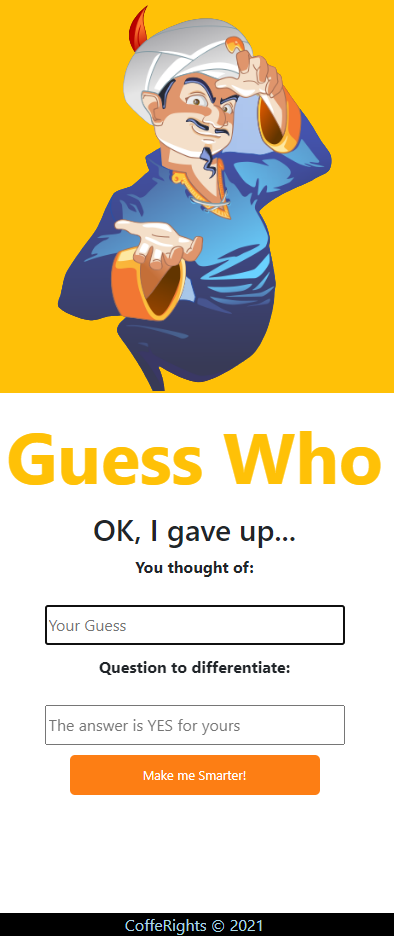 Guess Who
OK, I gave up...
You thought of:
Your Guess
Question to differentiate:
The answer is YES for yours
Make me Smarter!
CoffeRights © 2021